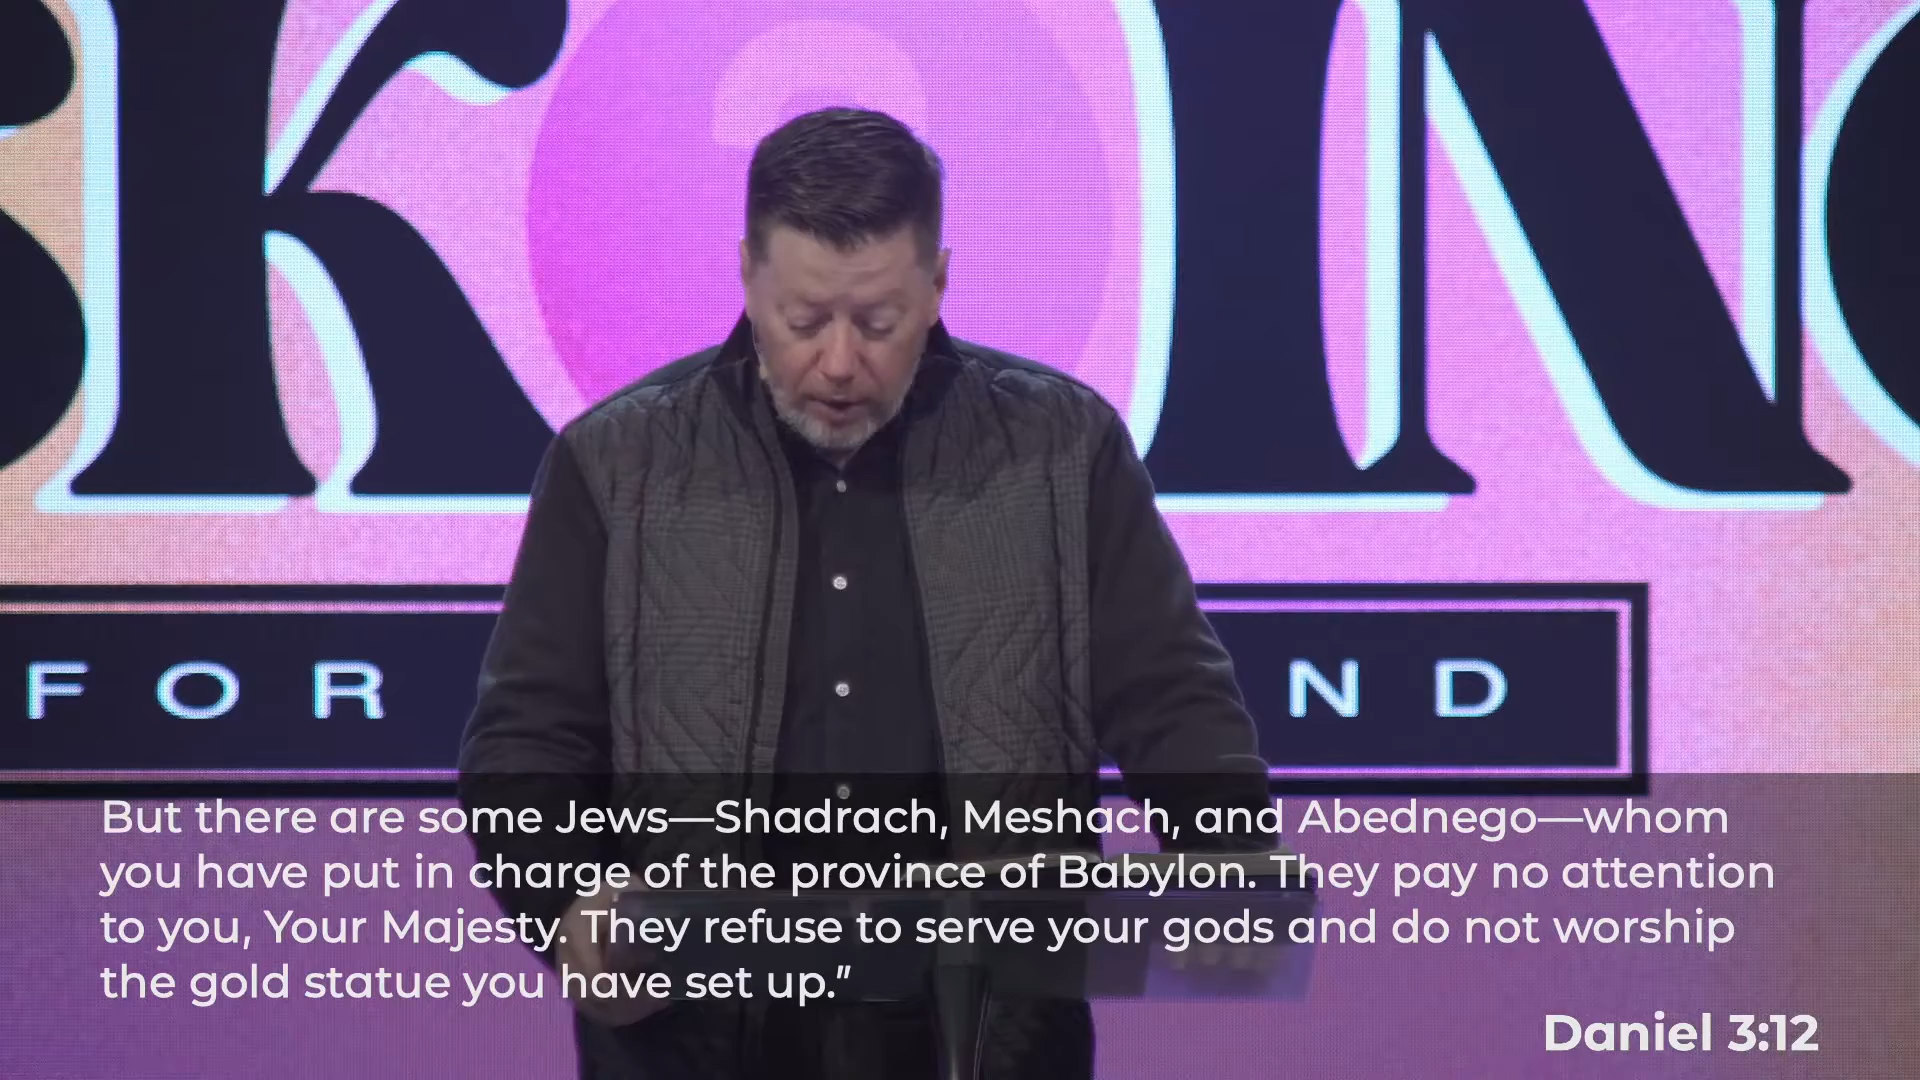 KING
FOR ND
But there are some Jews—Shadrach, Meshach, and Abednego—whom
you have put in charge of the province of Babylon. They pay no attention
to you, Your Majesty. They refuse to serve your gods and do not worship
the gold statue you have set up.”
Daniel 3:12